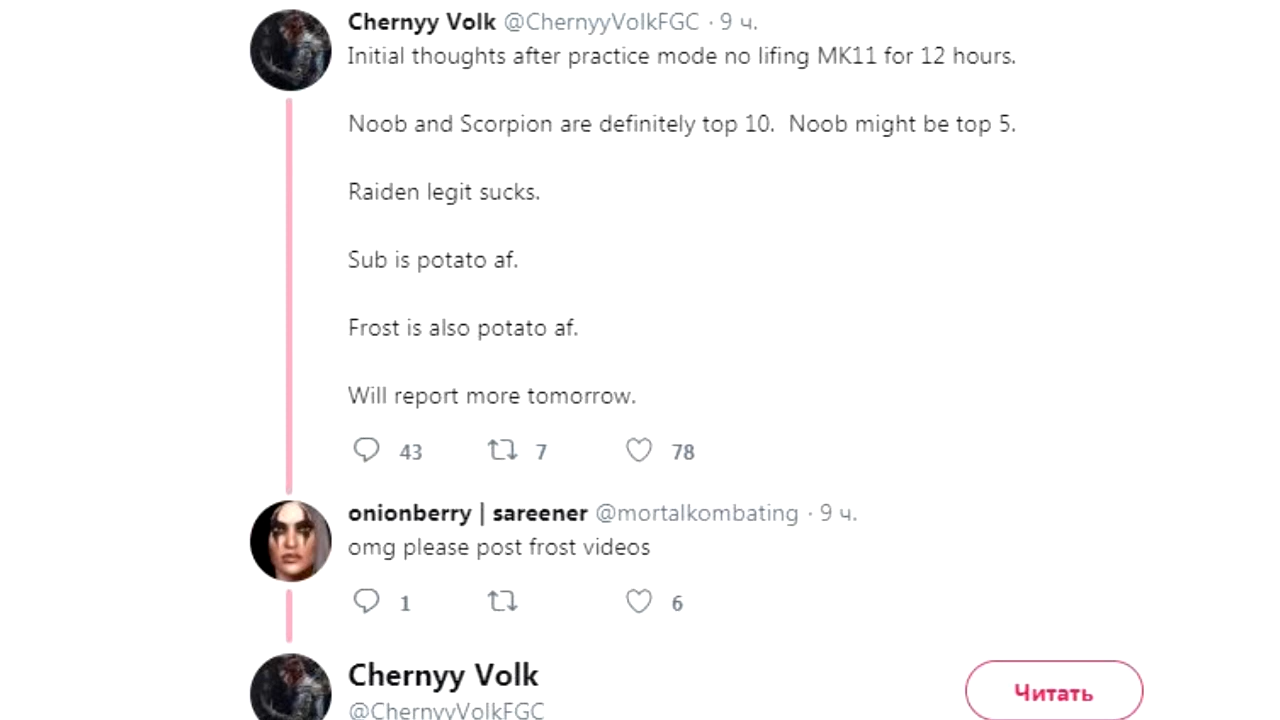 Chernyy Volk @ChernyyVolkFGC · 9 ч.
Initial thoughts after practice mode no lifing MK11 for 12 hours.
Noob and Scorpion are definitely top 10. Noob might be top 5.
Raiden legit sucks.
Sub is potato af.
Frost is also potato af.
Will report more tomorrow.
43 7 78
onionberry | sareener @mortalkombating · 9 ч.
omg please post frost videos
1 6
Chernyy Volk
Читать
@ChernyyVolkFGC